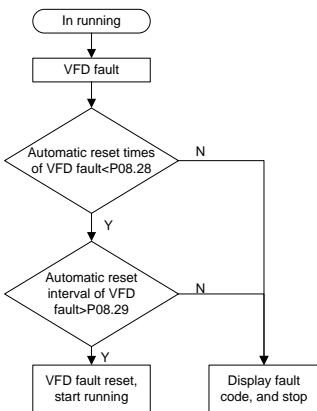 In running
VFD fault
Automatic reset times
of VFD fault<P08.28
N
Y
Automatic reset
interval of VFD
fault>P08.29
N
Y
VFD fault reset,
start running
Display fault
code, and stop